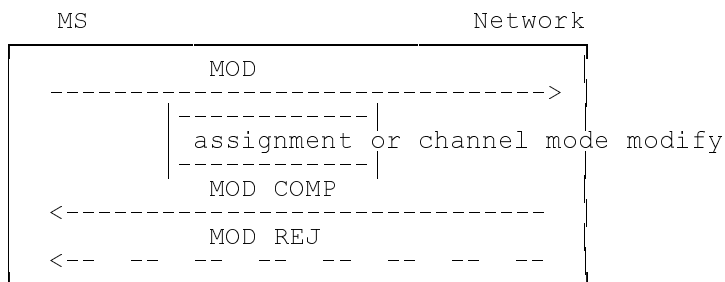 MS Network
MOD
assignment or channel mode modify
MOD COMP
MOD REJ